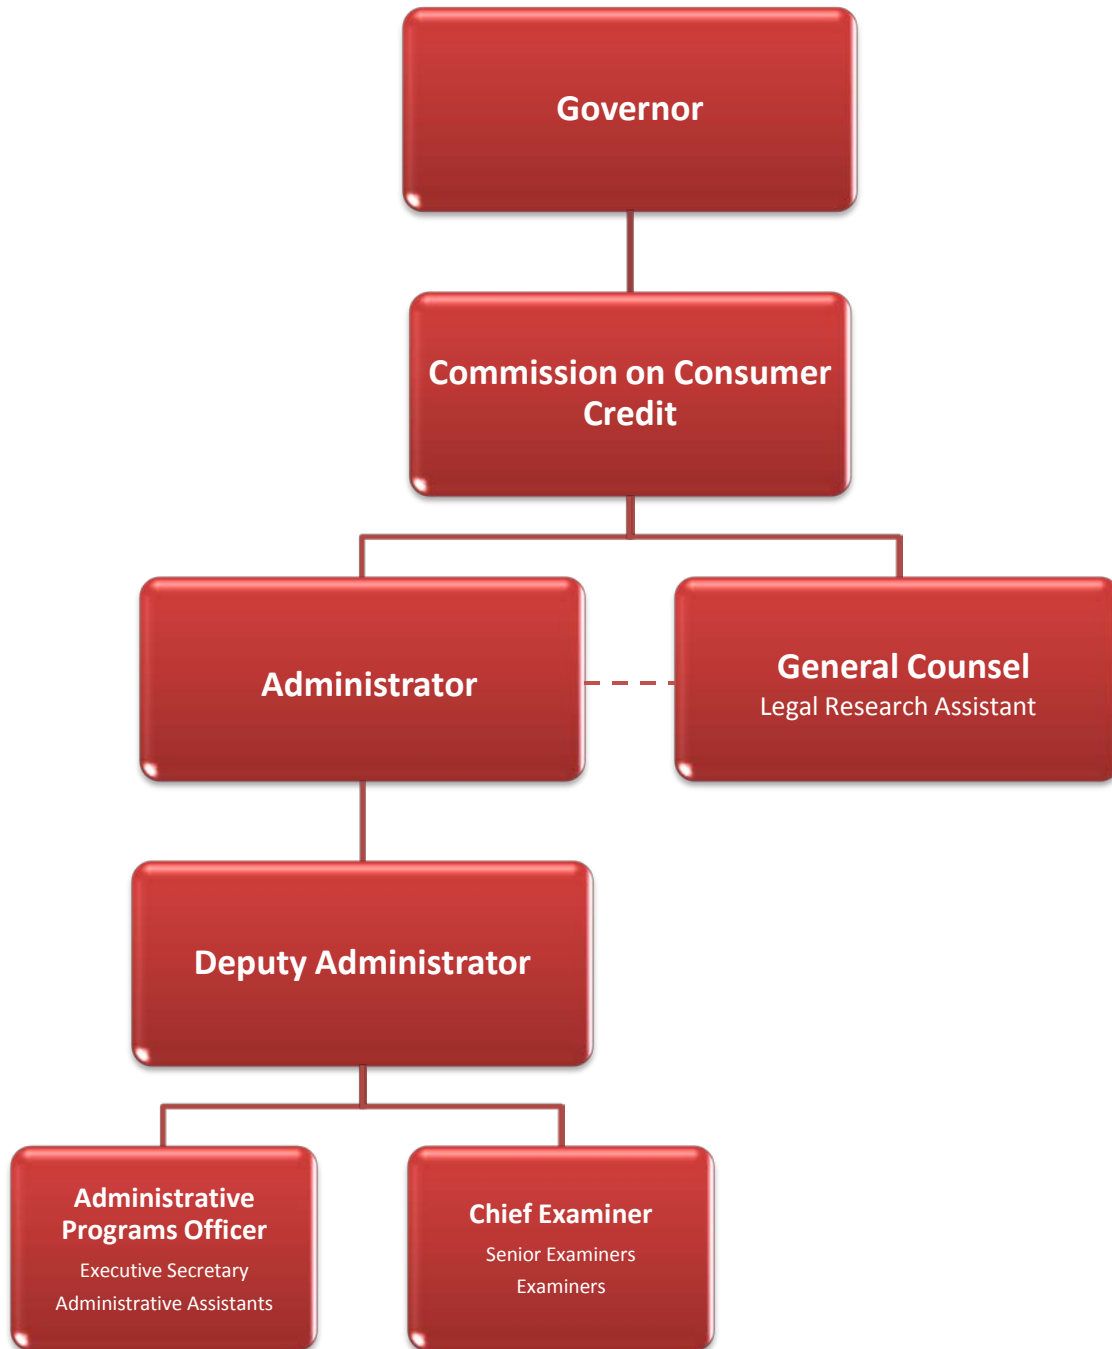 Governor
Commission on Consumer
Credit
Administrator
General Counsel
Legal Research Assistant
Deputy Administrator
Administrative
Programs Officer
Executive Secretary
Administrative Assistants
Chief Examiner
Senior Examiners
Examiners